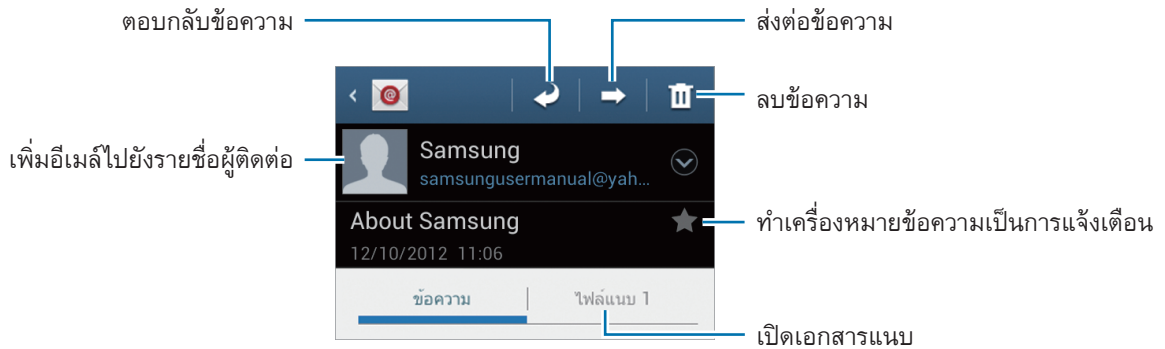 ตอบกลับข้อความ
ส่งต่อข้อความ
ลบข้อความ
เพิ่มอีเมล์ไปยังรายชื่อผู้ติดต่อ
Samsung
samsungusermanual@yah...
About Samsung
ทำเครื่องหมายข้อความเป็นการแจ้งเตือน
12/10/2012 11:06
ข้อความ
ไฟล์แนบ 1
เปิดเอกสารแนบ